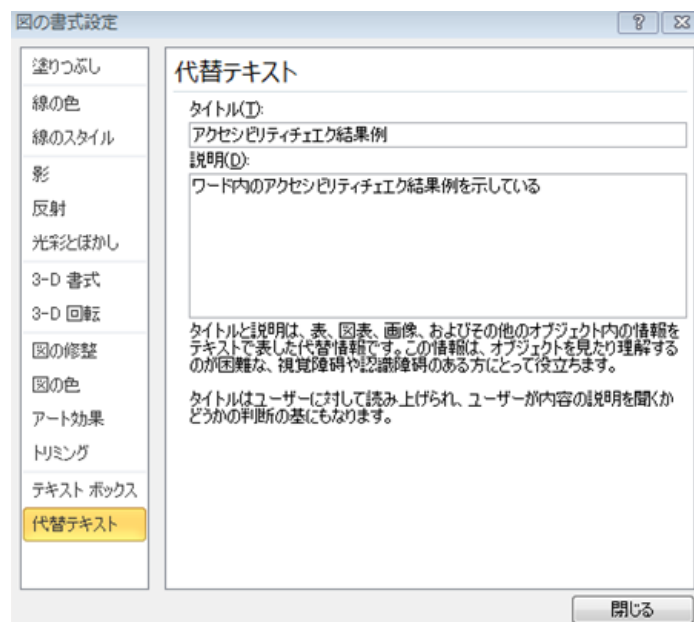 図の書式設定
塗りつぶし
線の色
線のスタイル
影
反射
光彩とぼかし
3-D 書式
3-D 回転
図の修整
図の色
アート効果
トリミング
テキスト ボックス
代替テキスト
代替テキスト
タイトル(T):
アクセシビリティチェエク結果例
説明(D):
ワード内のアクセシビリティチェエク結果例を示している
タイトルと説明は、表、図表、画像、およびその他のオブジェクト内の情報を
テキストで表した代替情報です。この情報は、オブジェクトを見たり理解する
のが困難な、視覚障碍や認識障碍のある方にとって役立ちます。
タイトルはユーザーに対して読み上げられ、ユーザーが内容の説明を聞くか
どうかの判断の基にもなります。
閉じる